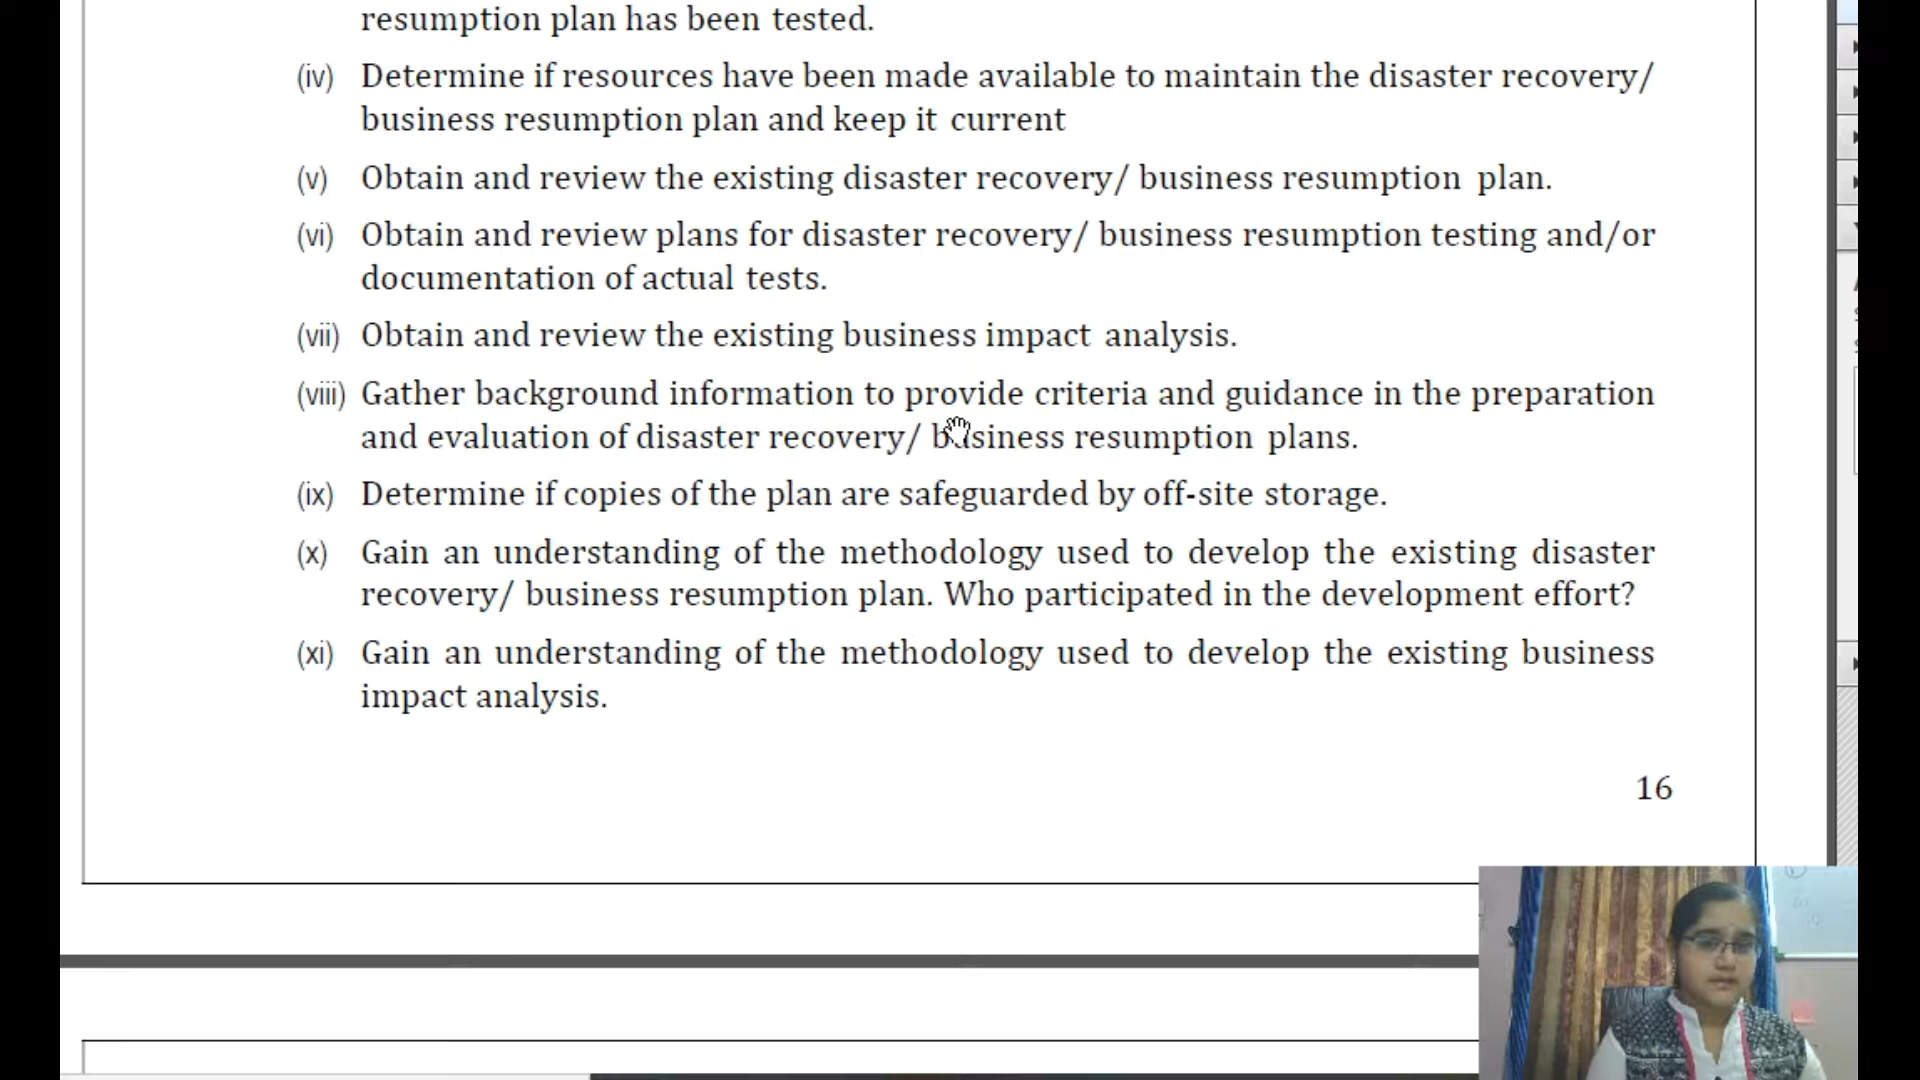 resumption plan has been tested.
(iv) Determine if resources have been made available to maintain the disaster recovery/
business resumption plan and keep it current
(v) Obtain and review the existing disaster recovery/ business resumption plan.
(vi) Obtain and review plans for disaster recovery/ business resumption testing and/or
documentation of actual tests.
(vii) Obtain and review the existing business impact analysis.
(viii) Gather background information to provide criteria and guidance in the preparation
and evaluation of disaster recovery/ business resumption plans.
(ix) Determine if copies of the plan are safeguarded by off-site storage.
(x) Gain an understanding of the methodology used to develop the existing disaster
recovery/ business resumption plan. Who participated in the development effort?
(xi) Gain an understanding of the methodology used to develop the existing business
impact analysis.
16